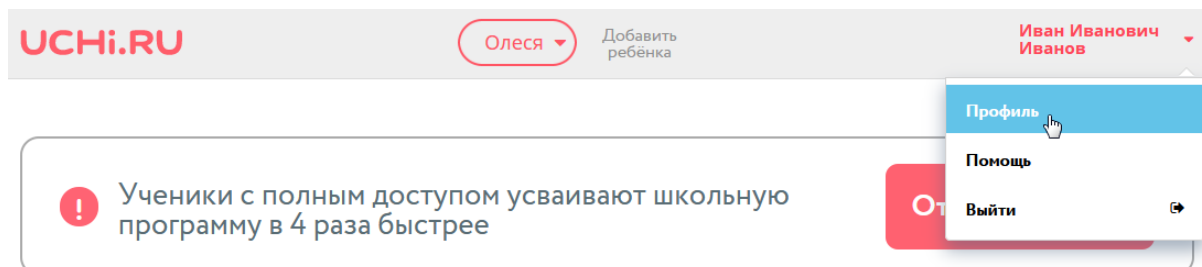 UCHi.RU
Олеся
Добавить
ребёнка
Иван Иванович
Иванов
Профиль
Помощь
Выйти
Ученики с полным доступом усваивают школьную
программу в 4 раза быстрее